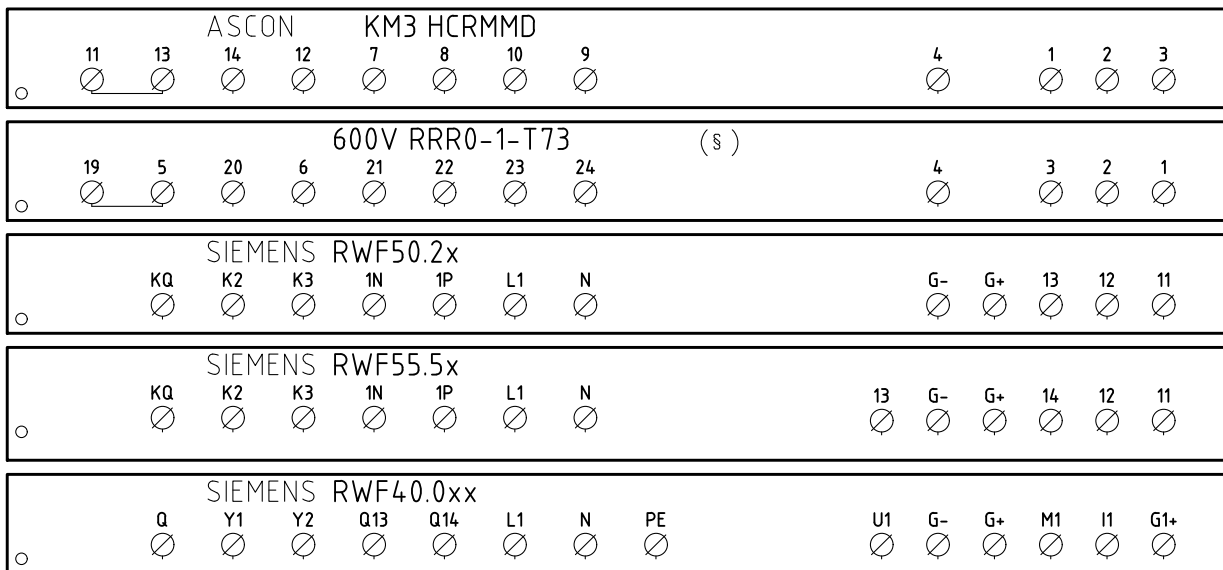 ASCON KM3 HCRMMD
11 13 14 12 7 8 10 9 4 1 2 3
600V RRR0-1-T73 (§)
19 5 20 6 21 22 23 24 4 3 2 1
SIEMENS RWF50.2x
KQ K2 K3 1N 1P L1 N G- G+ 13 12 11
SIEMENS RWF55.5x
KQ K2 K3 1N 1P L1 N 13 G- G+ 14 12 11
SIEMENS RWF40.0xx
Q Y1 Y2 Q13 Q14 L1 N PE U1 G- G+ M1 I1 G1+